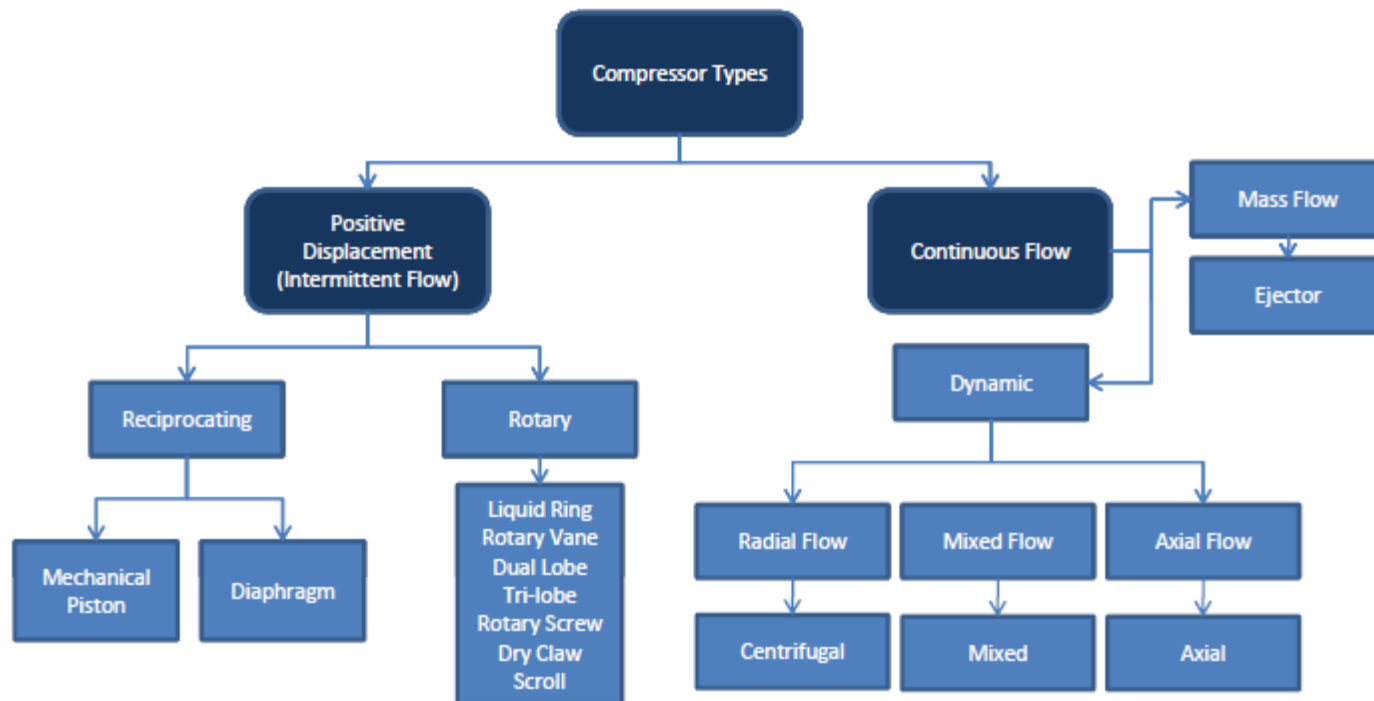 Compressor Types
Positive
Displacement
(Intermittent Flow)
Continuous Flow
Mass Flow
Ejector
Reciprocating
Rotary
Dynamic
Mechanical
Piston
Diaphragm
Liquid Ring
Rotary Vane
Dual Lobe
Tri-lobe
Rotary Screw
Dry Claw
Scroll
Radial Flow
Mixed Flow
Axial Flow
Centrifugal
Mixed
Axial